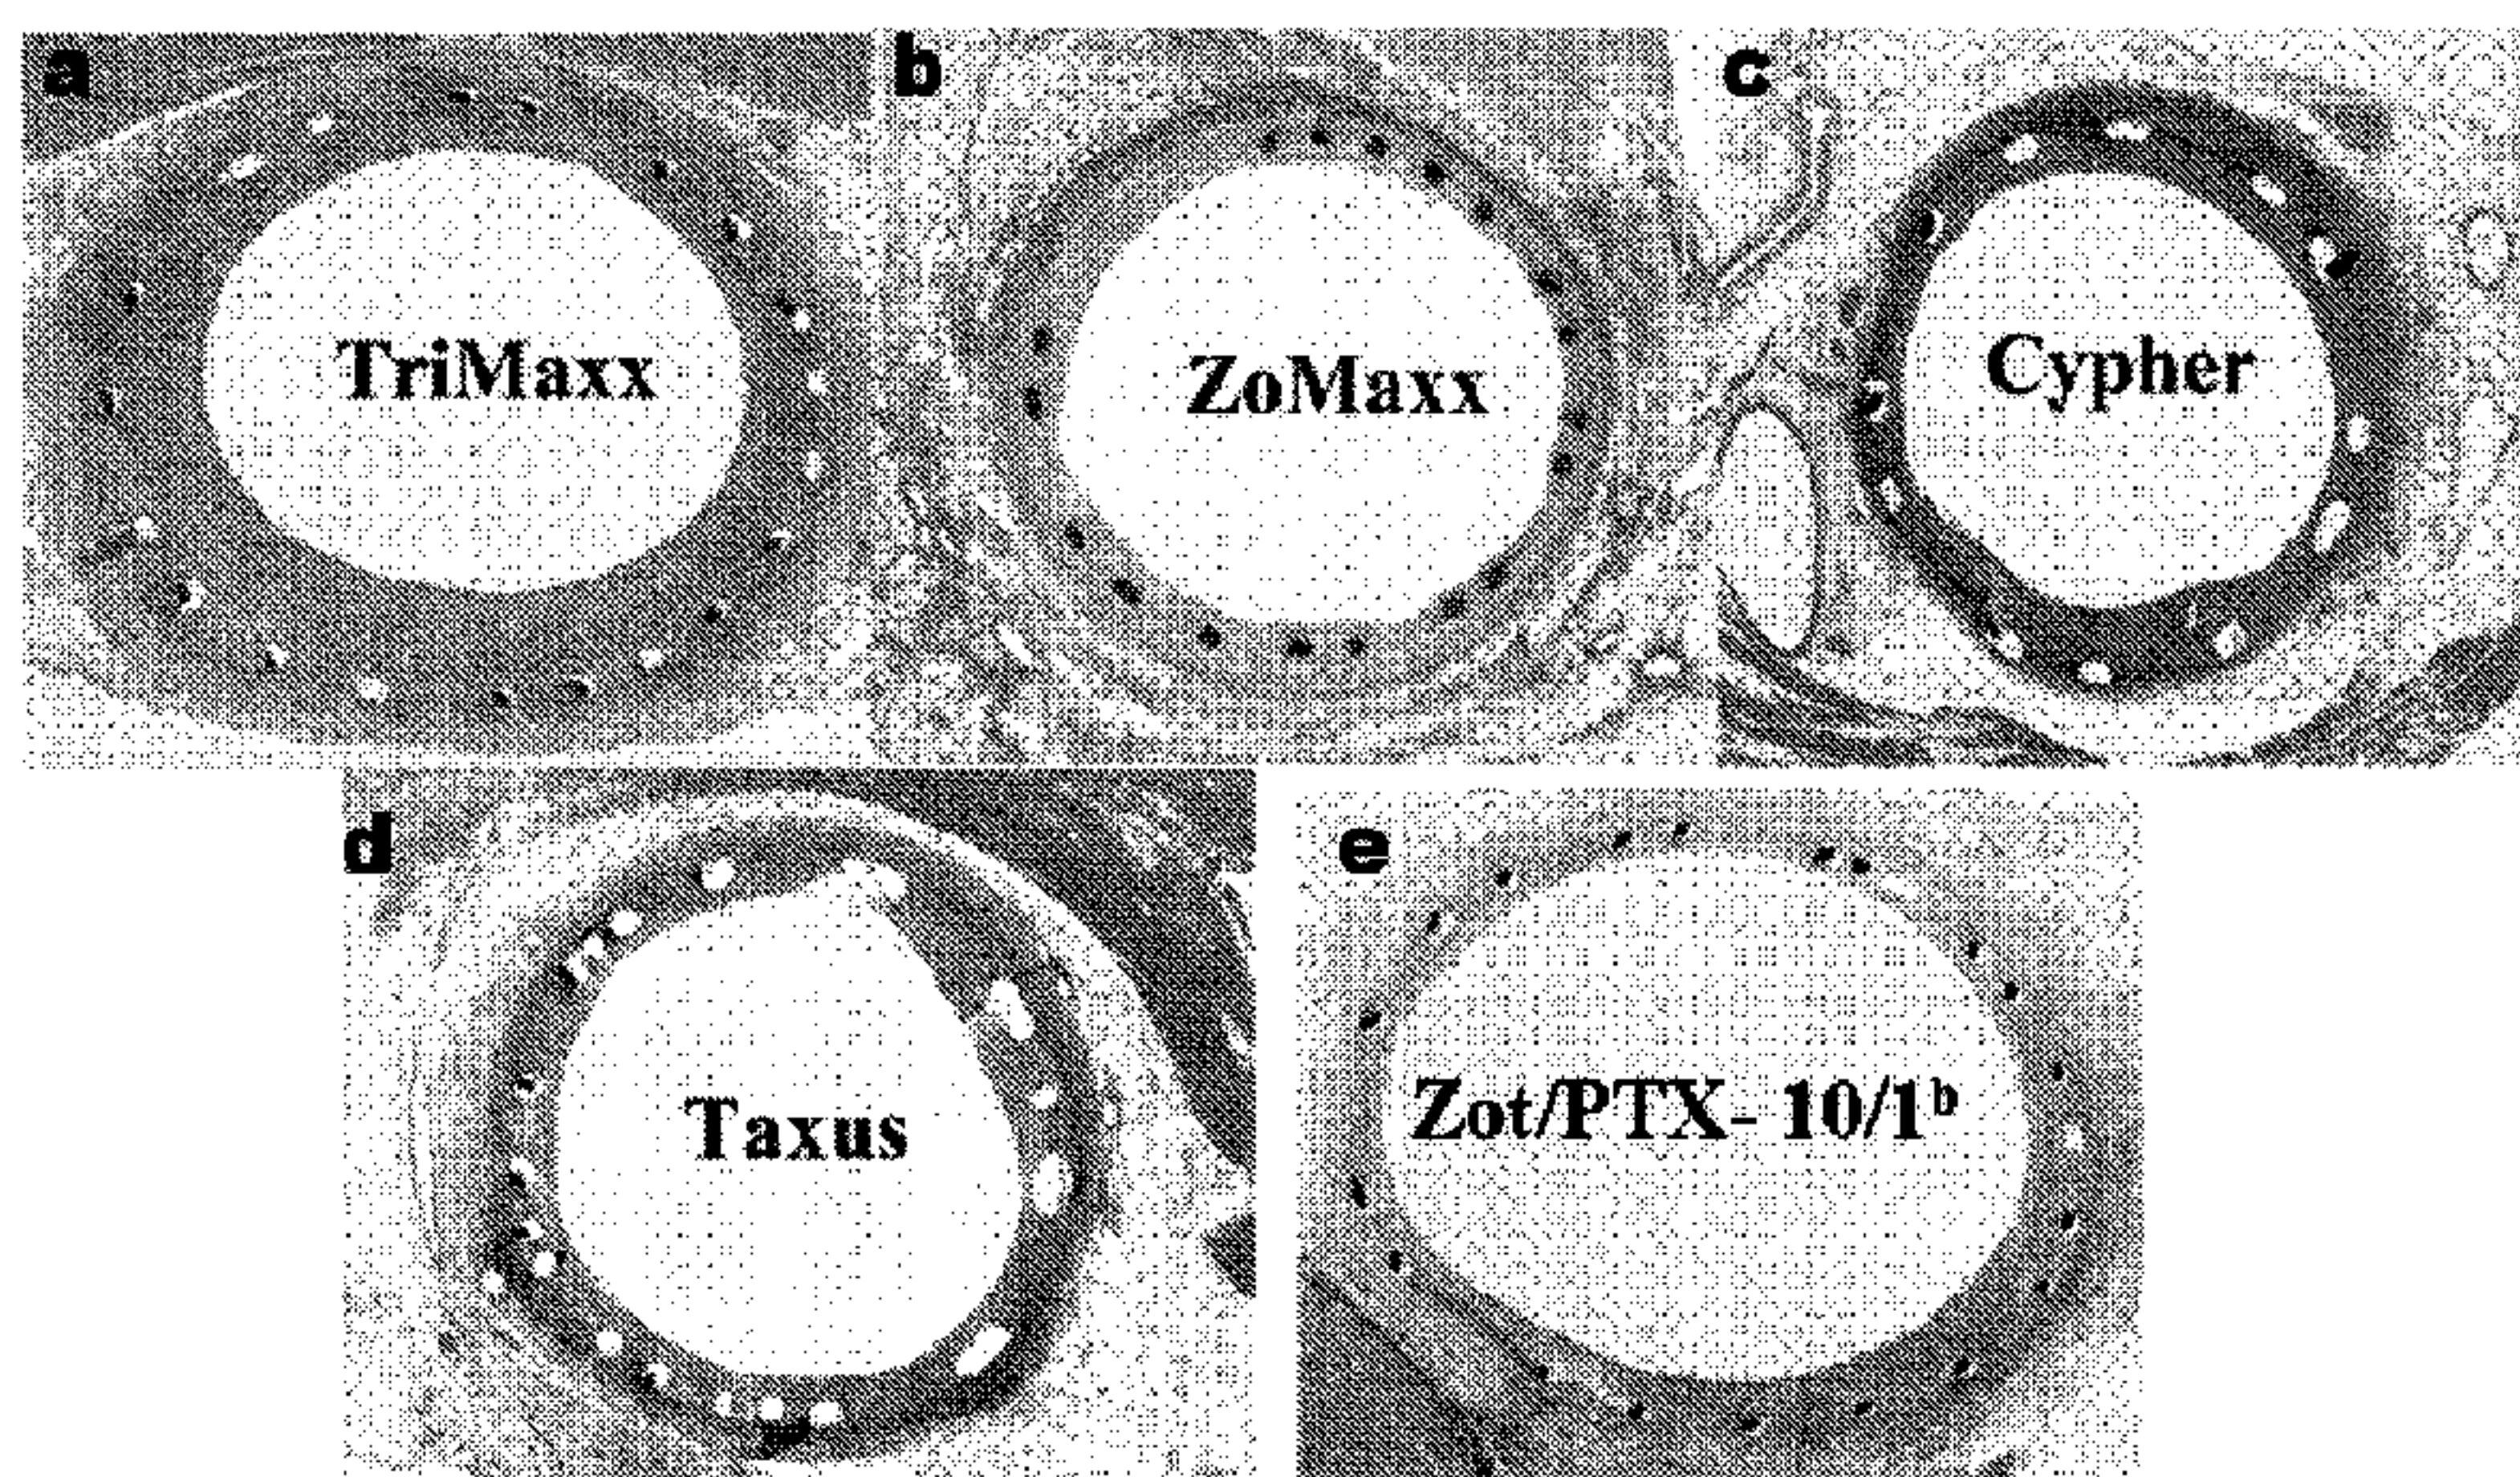 a
b
c
TriMaxx
ZoMaxx
Cypher
d
e
Taxus
Zot/PTX- 10/1ᵇ